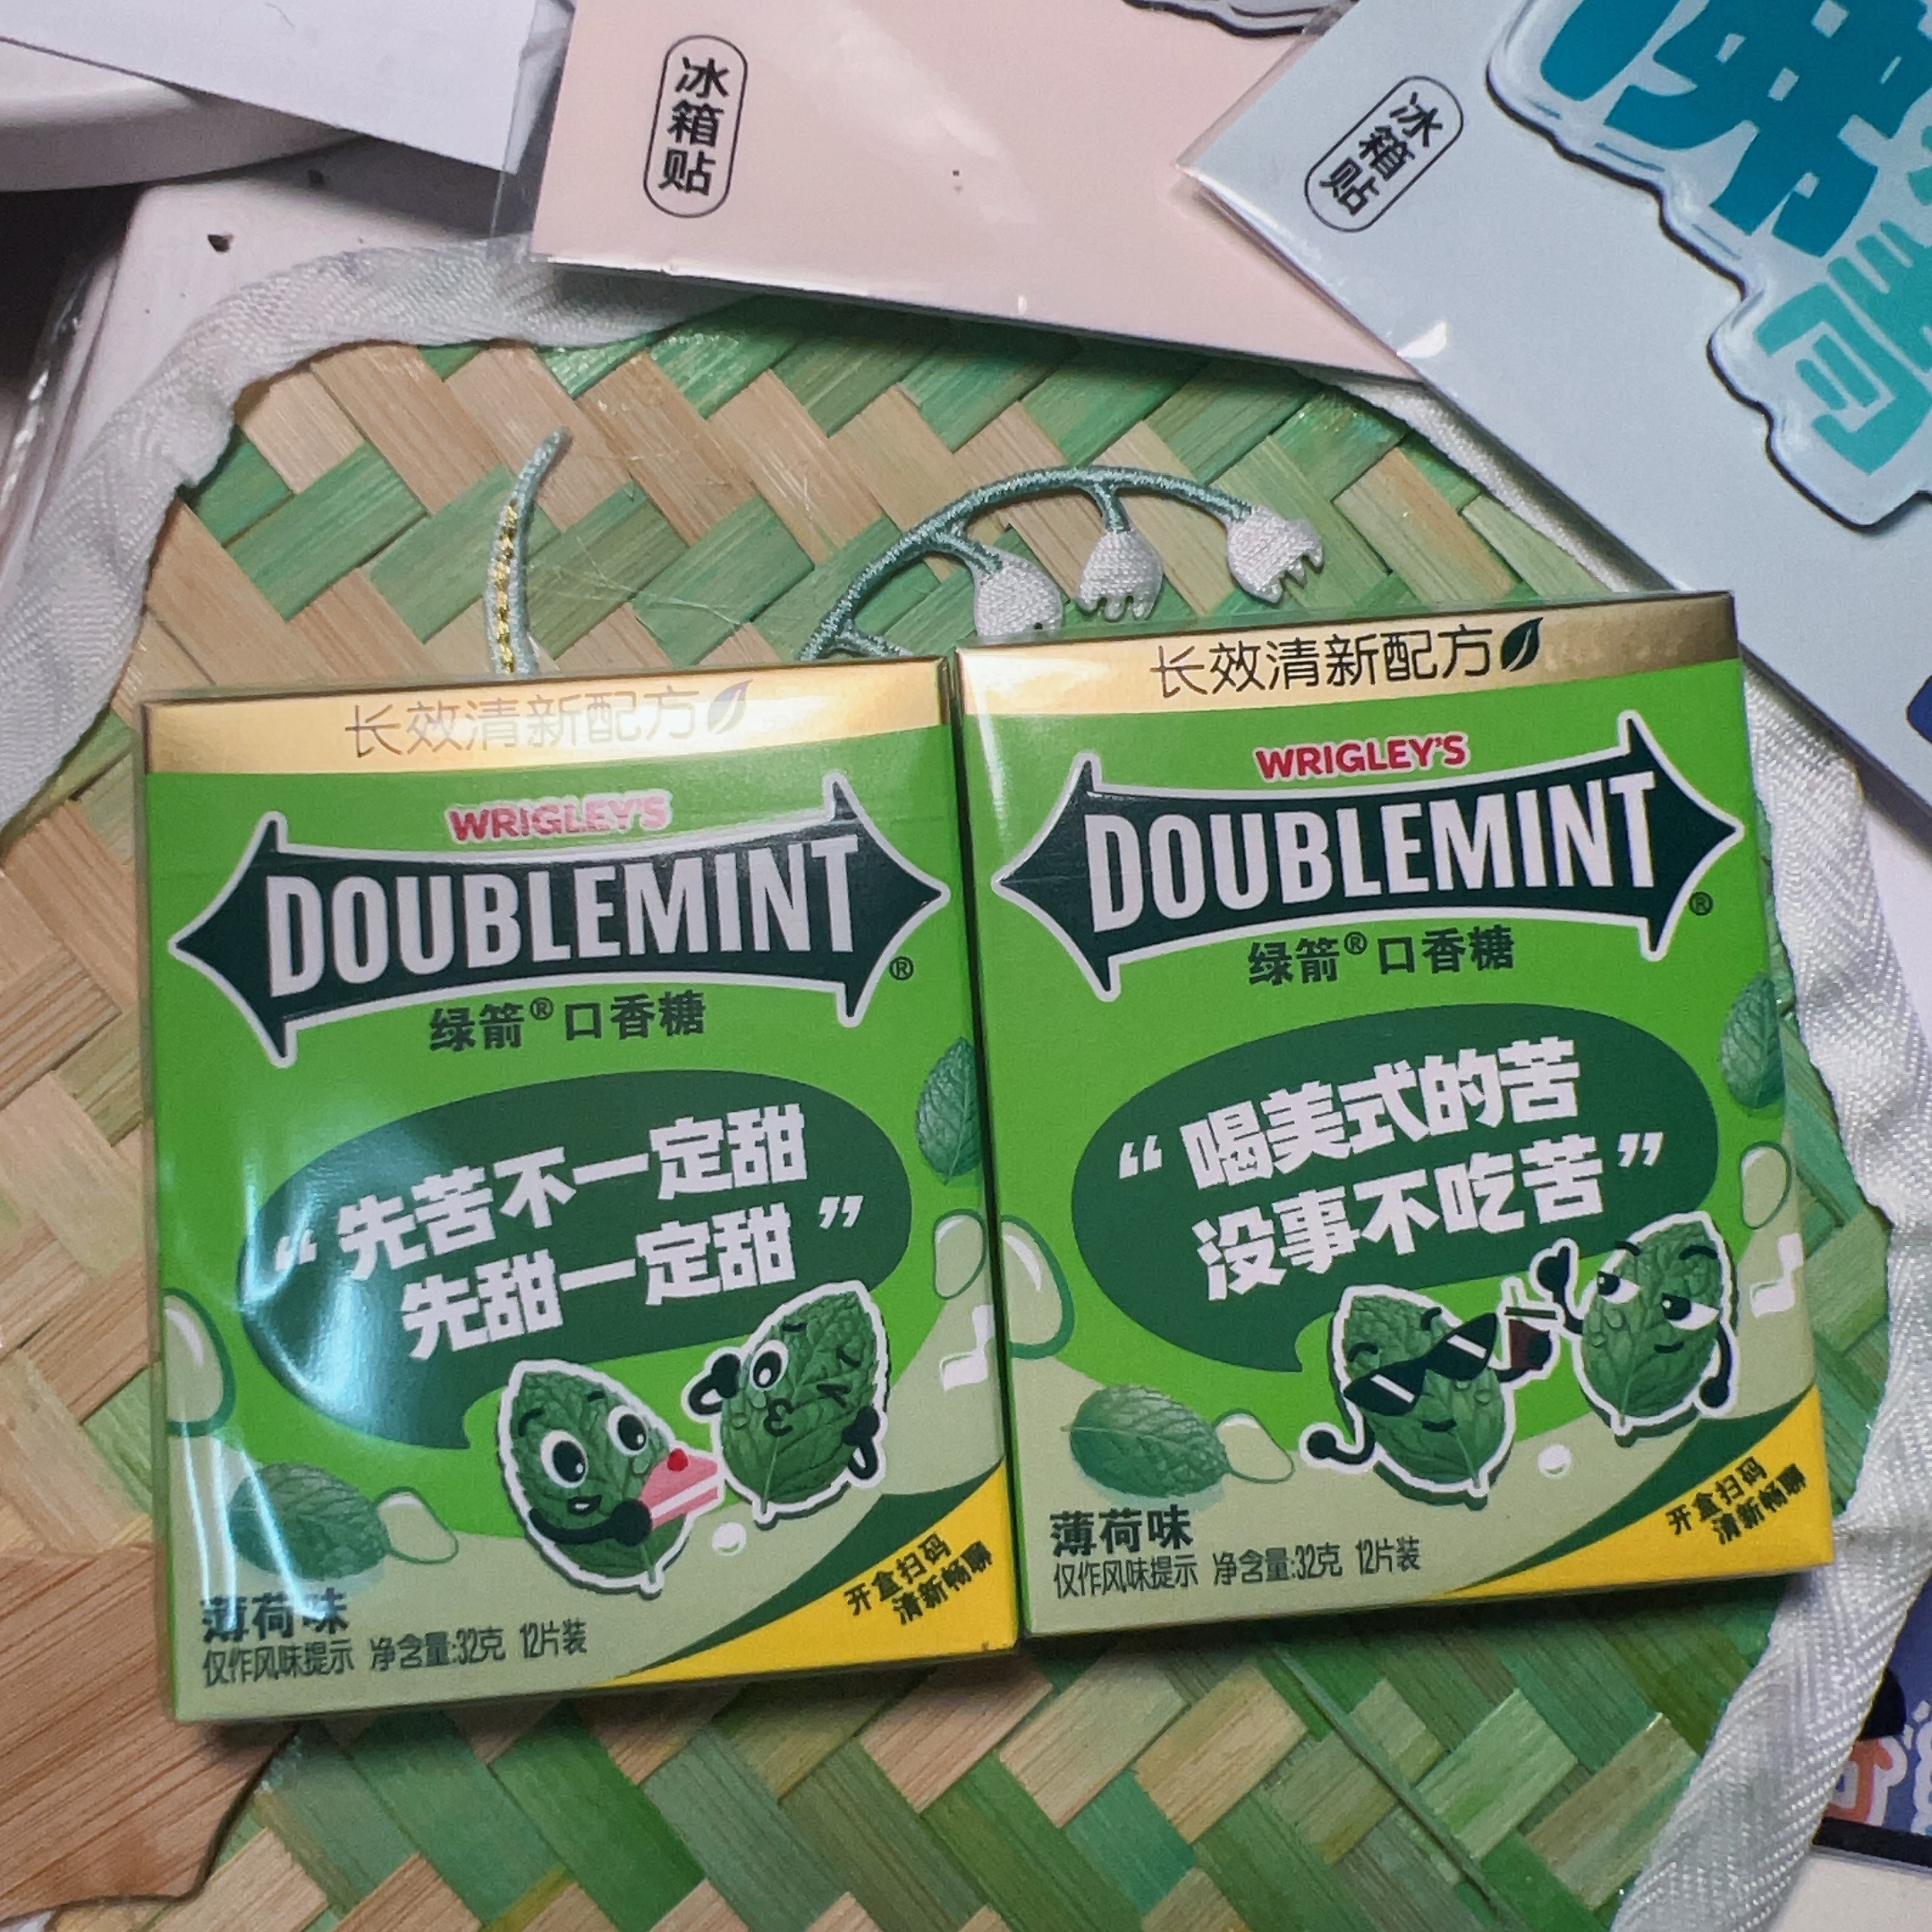 冰箱贴
冰箱贴
长效清新配方
WRIGLEY'S
DOUBLEMINT®
绿箭®口香糖
“先苦不一定甜
先甜一定甜”
薄荷味
仅作风味提示 净含量:32克 12片装
开盒扫码
清新畅聊
长效清新配方
WRIGLEY'S
DOUBLEMINT®
绿箭®口香糖
“喝美式的苦
没事不吃苦”
薄荷味
仅作风味提示 净含量:32克 12片装
开盒扫码
清新畅聊